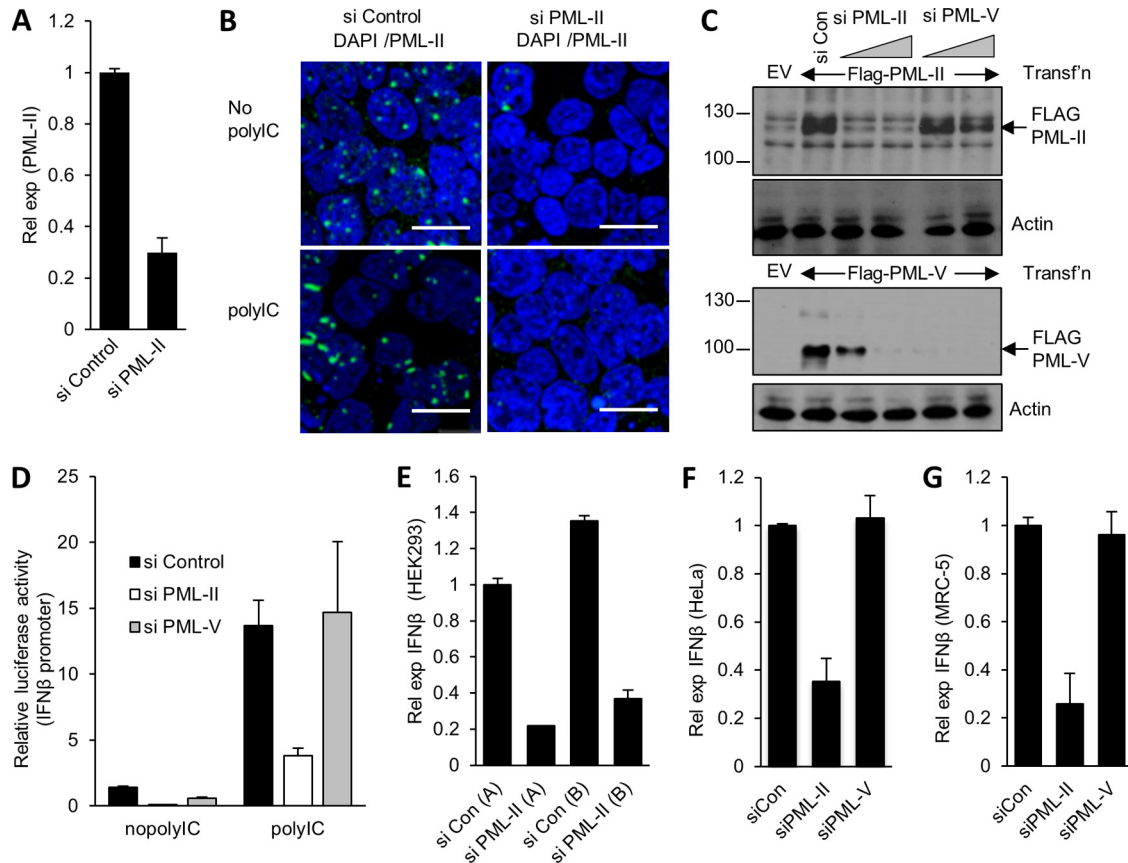 A
Rel exp (PML-II)
1.2
1
0.8
0.6
0.4
0.2
0
si Control
si PML-II
B
si Control
DAPI /PML-II
si PML-II
DAPI /PML-II
No
polyIC
polyIC
C
si Con
si PML-II
si PML-V
EV
Flag-PML-II
Transf'n
130
100
FLAG
PML-II
Actin
EV
Flag-PML-V
Transf'n
130
100
FLAG
PML-V
Actin
D
Relative luciferase activity
(IFNβ promoter)
25
20
15
10
5
0
si Control
si PML-II
si PML-V
nopolyIC
polyIC
E
Rel exp IFNβ (HEK293)
1.6
1.4
1.2
1
0.8
0.6
0.4
0.2
0
si Con (A)
si PML-II (A)
si Con (B)
si PML-II (B)
F
Rel exp IFNβ (HeLa)
1.2
1
0.8
0.6
0.4
0.2
0
siCon
siPML-II
siPML-V
G
Rel exp IFNβ (MRC-5)
1.2
1
0.8
0.6
0.4
0.2
0
siCon
siPML-II
siPML-V